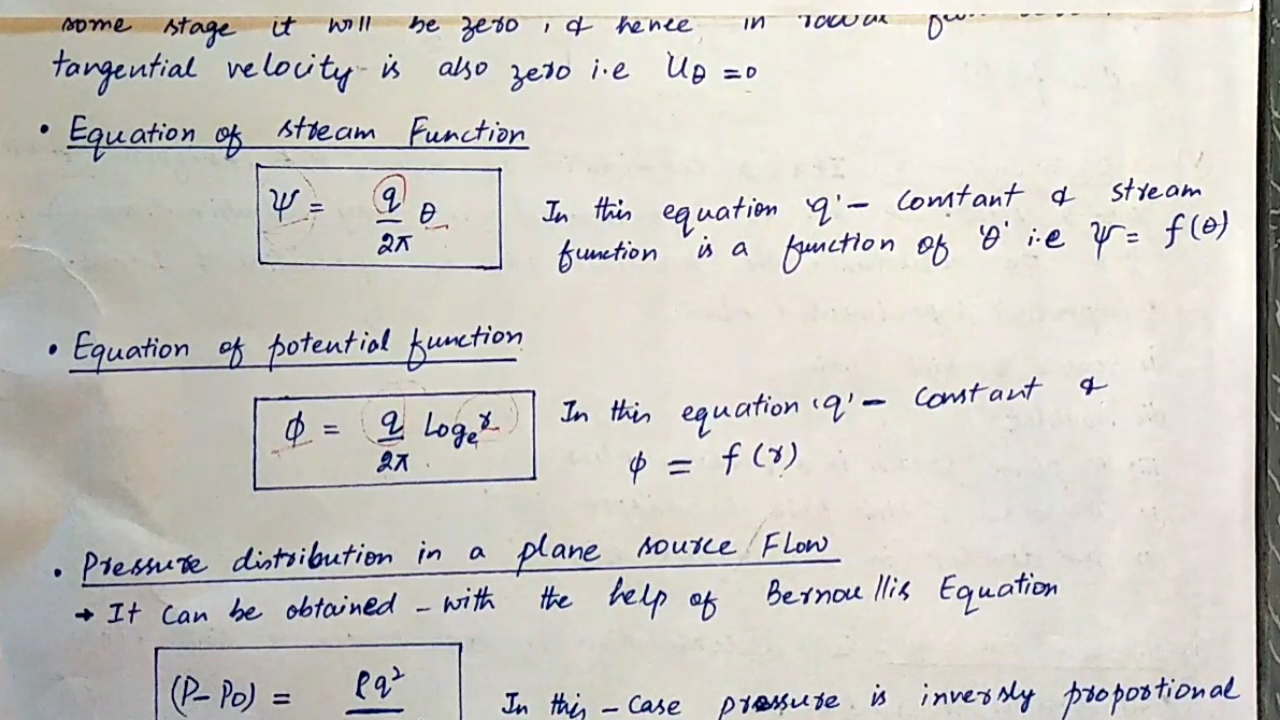 some stage it will be zero, & hence in
tangential velocity is also zero i.e Uθ = 0
• Equation of stream Function
ψ = q/2π θ
In this equation 'q' - constant & stream
function is a function of 'θ' i.e ψ = f(θ)
• Equation of potential function
ϕ = q/2π Logₑr
In this equation 'q' - constant &
ϕ = f(r)
• Pressure distribution in a plane source Flow
→ It can be obtained - with the help of Bernoullis Equation
(P-P0) = ρq²
In this - case pressure is inversly proportional